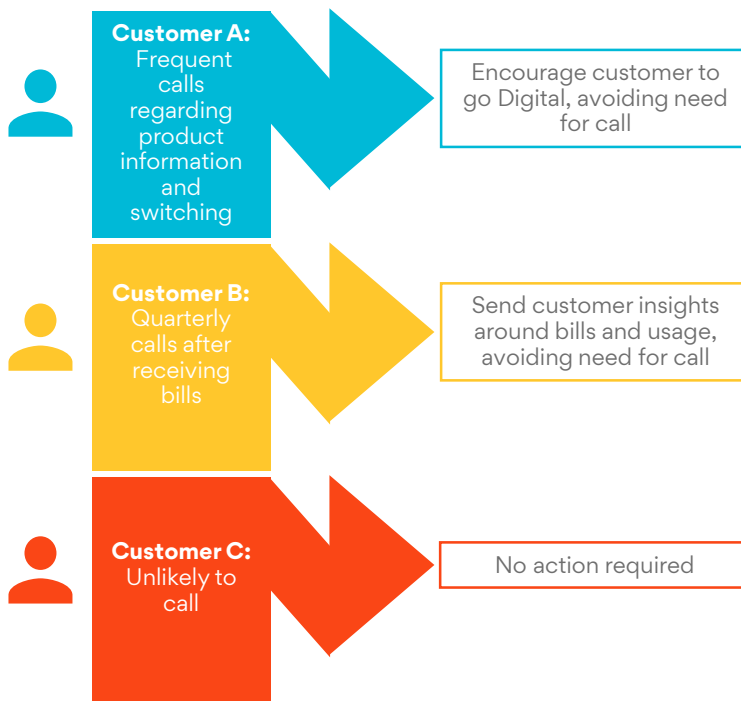 Customer A:
Frequent
calls
regarding
product
information
and
switching
Encourage customer to
go Digital, avoiding need
for call
Customer B:
Quarterly
calls after
receiving
bills
Send customer insights
around bills and usage,
avoiding need for call
Customer C:
Unlikely to
call
No action required